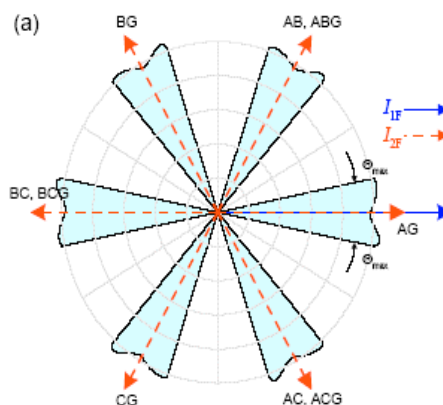 (a)
BG
AB, ABG
I1F
I2F
Θmax
BC, BCG
AG
Θmax
CG
AC, ACG